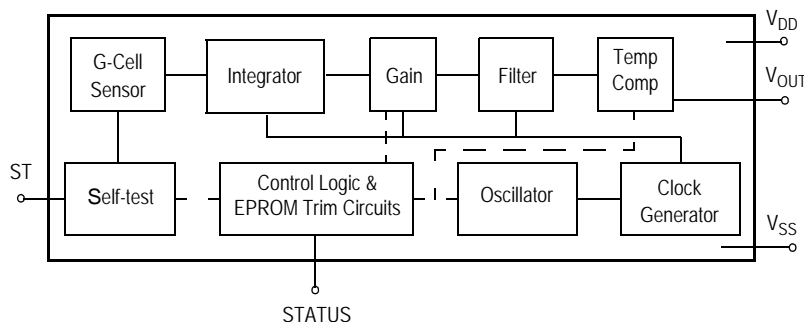 G-Cell
Sensor
Integrator
Gain
Filter
Temp
Comp
V_DD
V_OUT
ST
Self-test
Control Logic &
EPROM Trim Circuits
Oscillator
Clock
Generator
V_SS
STATUS